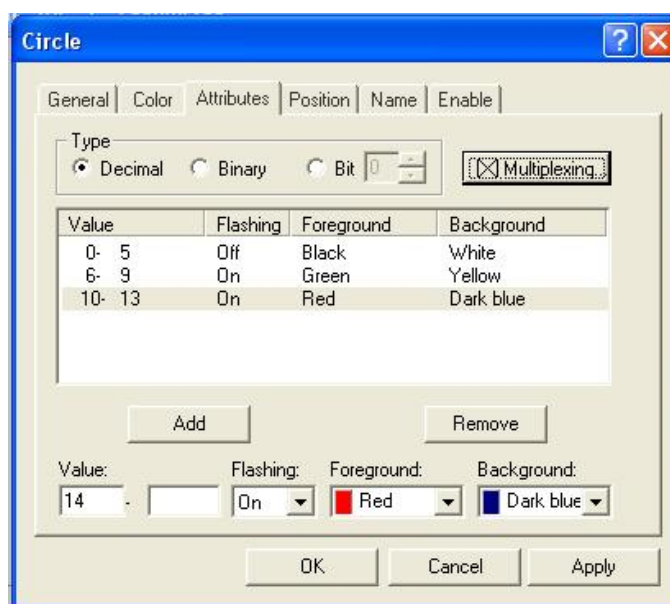 Circle
General Color Attributes Position Name Enable
Type
Decimal Binary Bit 0
Multiplexing...
Value Flashing Foreground Background
0- 5 Off Black White
6- 9 On Green Yellow
10- 13 On Red Dark blue
Add Remove
Value: Flashing: Foreground: Background:
14 - On Red Dark blue
OK Cancel Apply